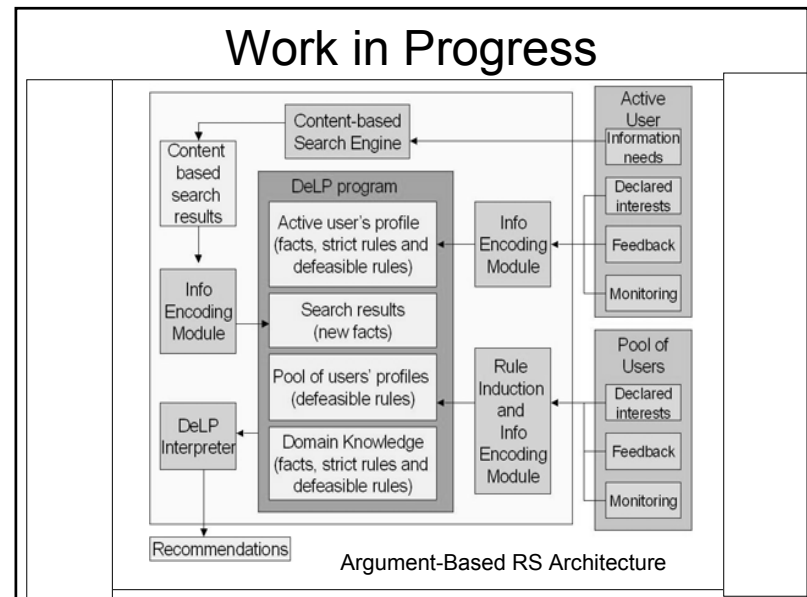 Work in Progress
Content-based
Search Engine
Active
User
Information
needs
Declared
interests
Feedback
Monitoring
Content
based
search
results
DeLP program
Active user's profile
(facts, strict rules and
defeasible rules)
Info
Encoding
Module
Info
Encoding
Module
Search results
(new facts)
Pool of users' profiles
(defeasible rules)
Rule
Induction
and
Info
Encoding
Module
Pool of
Users
Declared
interests
Feedback
Monitoring
DeLP
Interpreter
Domain Knowledge
(facts, strict rules and
defeasible rules)
Recommendations
Argument-Based RS Architecture